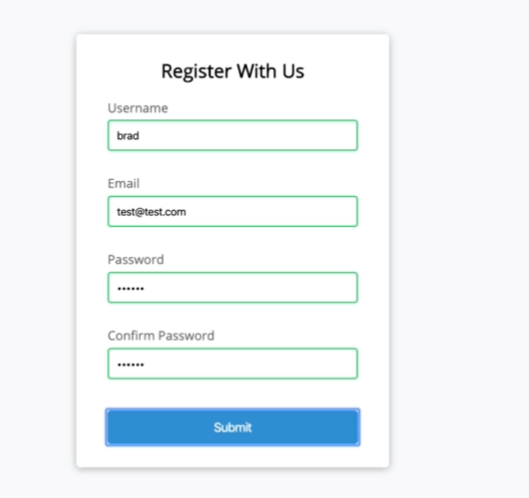 Register With Us
Username
brad
Email
test@test.com
Password
••••••
Confirm Password
••••••
Submit